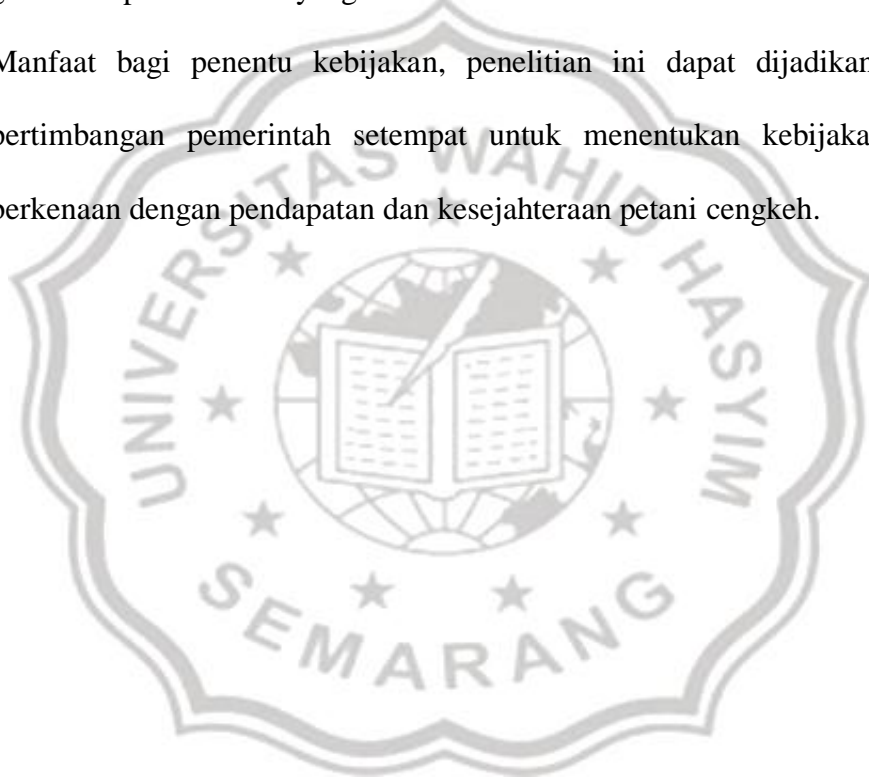 Manfaat bagi penentu kebijakan, penelitian ini dapat dijadikan
pertimbangan pemerintah setempat untuk menentukan kebijaka
berkenaan dengan pendapatan dan kesejahteraan petani cengkeh.
UNIVERSITAS WAHID HASYIM
SEMARANG